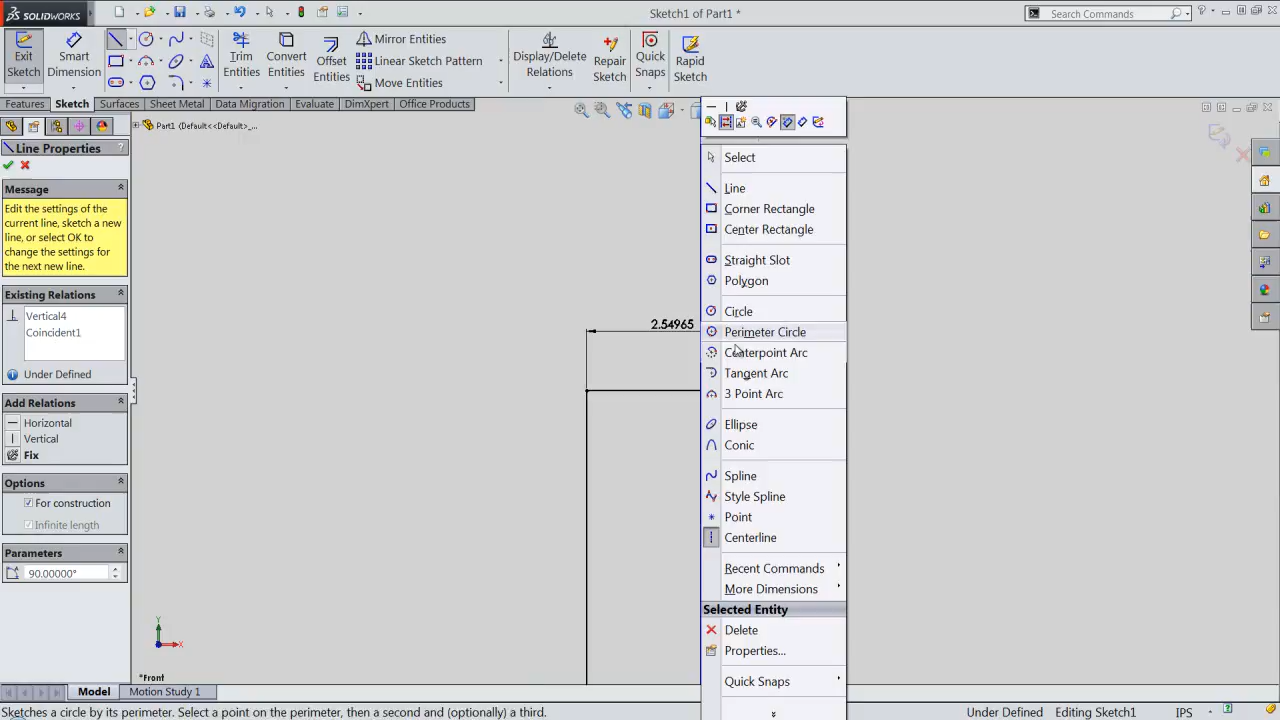 SOLIDWORKS
Sketch1 of Part1 *
Search Commands
Exit Sketch
Smart Dimension
Trim Entities
Convert Entities
Offset Entities
Mirror Entities
Linear Sketch Pattern
Move Entities
Display/Delete Relations
Repair Sketch
Quick Snaps
Rapid Sketch
Features
Sketch
Surfaces
Sheet Metal
Data Migration
Evaluate
DimXpert
Office Products
Part1 (Default<<Default>_...
Line Properties
?
Message
Edit the settings of the
current line, sketch a new
line, or select OK to
change the settings for
the next new line.
Existing Relations
Vertical4
Coincident1
Under Defined
Add Relations
Horizontal
Vertical
Fix
Options
For construction
Infinite length
Parameters
90.00000°
2.54965
Select
Line
Corner Rectangle
Center Rectangle
Straight Slot
Polygon
Circle
Perimeter Circle
Centerpoint Arc
Tangent Arc
3 Point Arc
Ellipse
Conic
Spline
Style Spline
Point
Centerline
Recent Commands
More Dimensions
Selected Entity
Delete
Properties...
Quick Snaps
Y
X
*Front
Model
Motion Study 1
Sketches a circle by its perimeter. Select a point on the perimeter, then a second and (optionally) a third.
Under Defined
Editing Sketch1
IPS